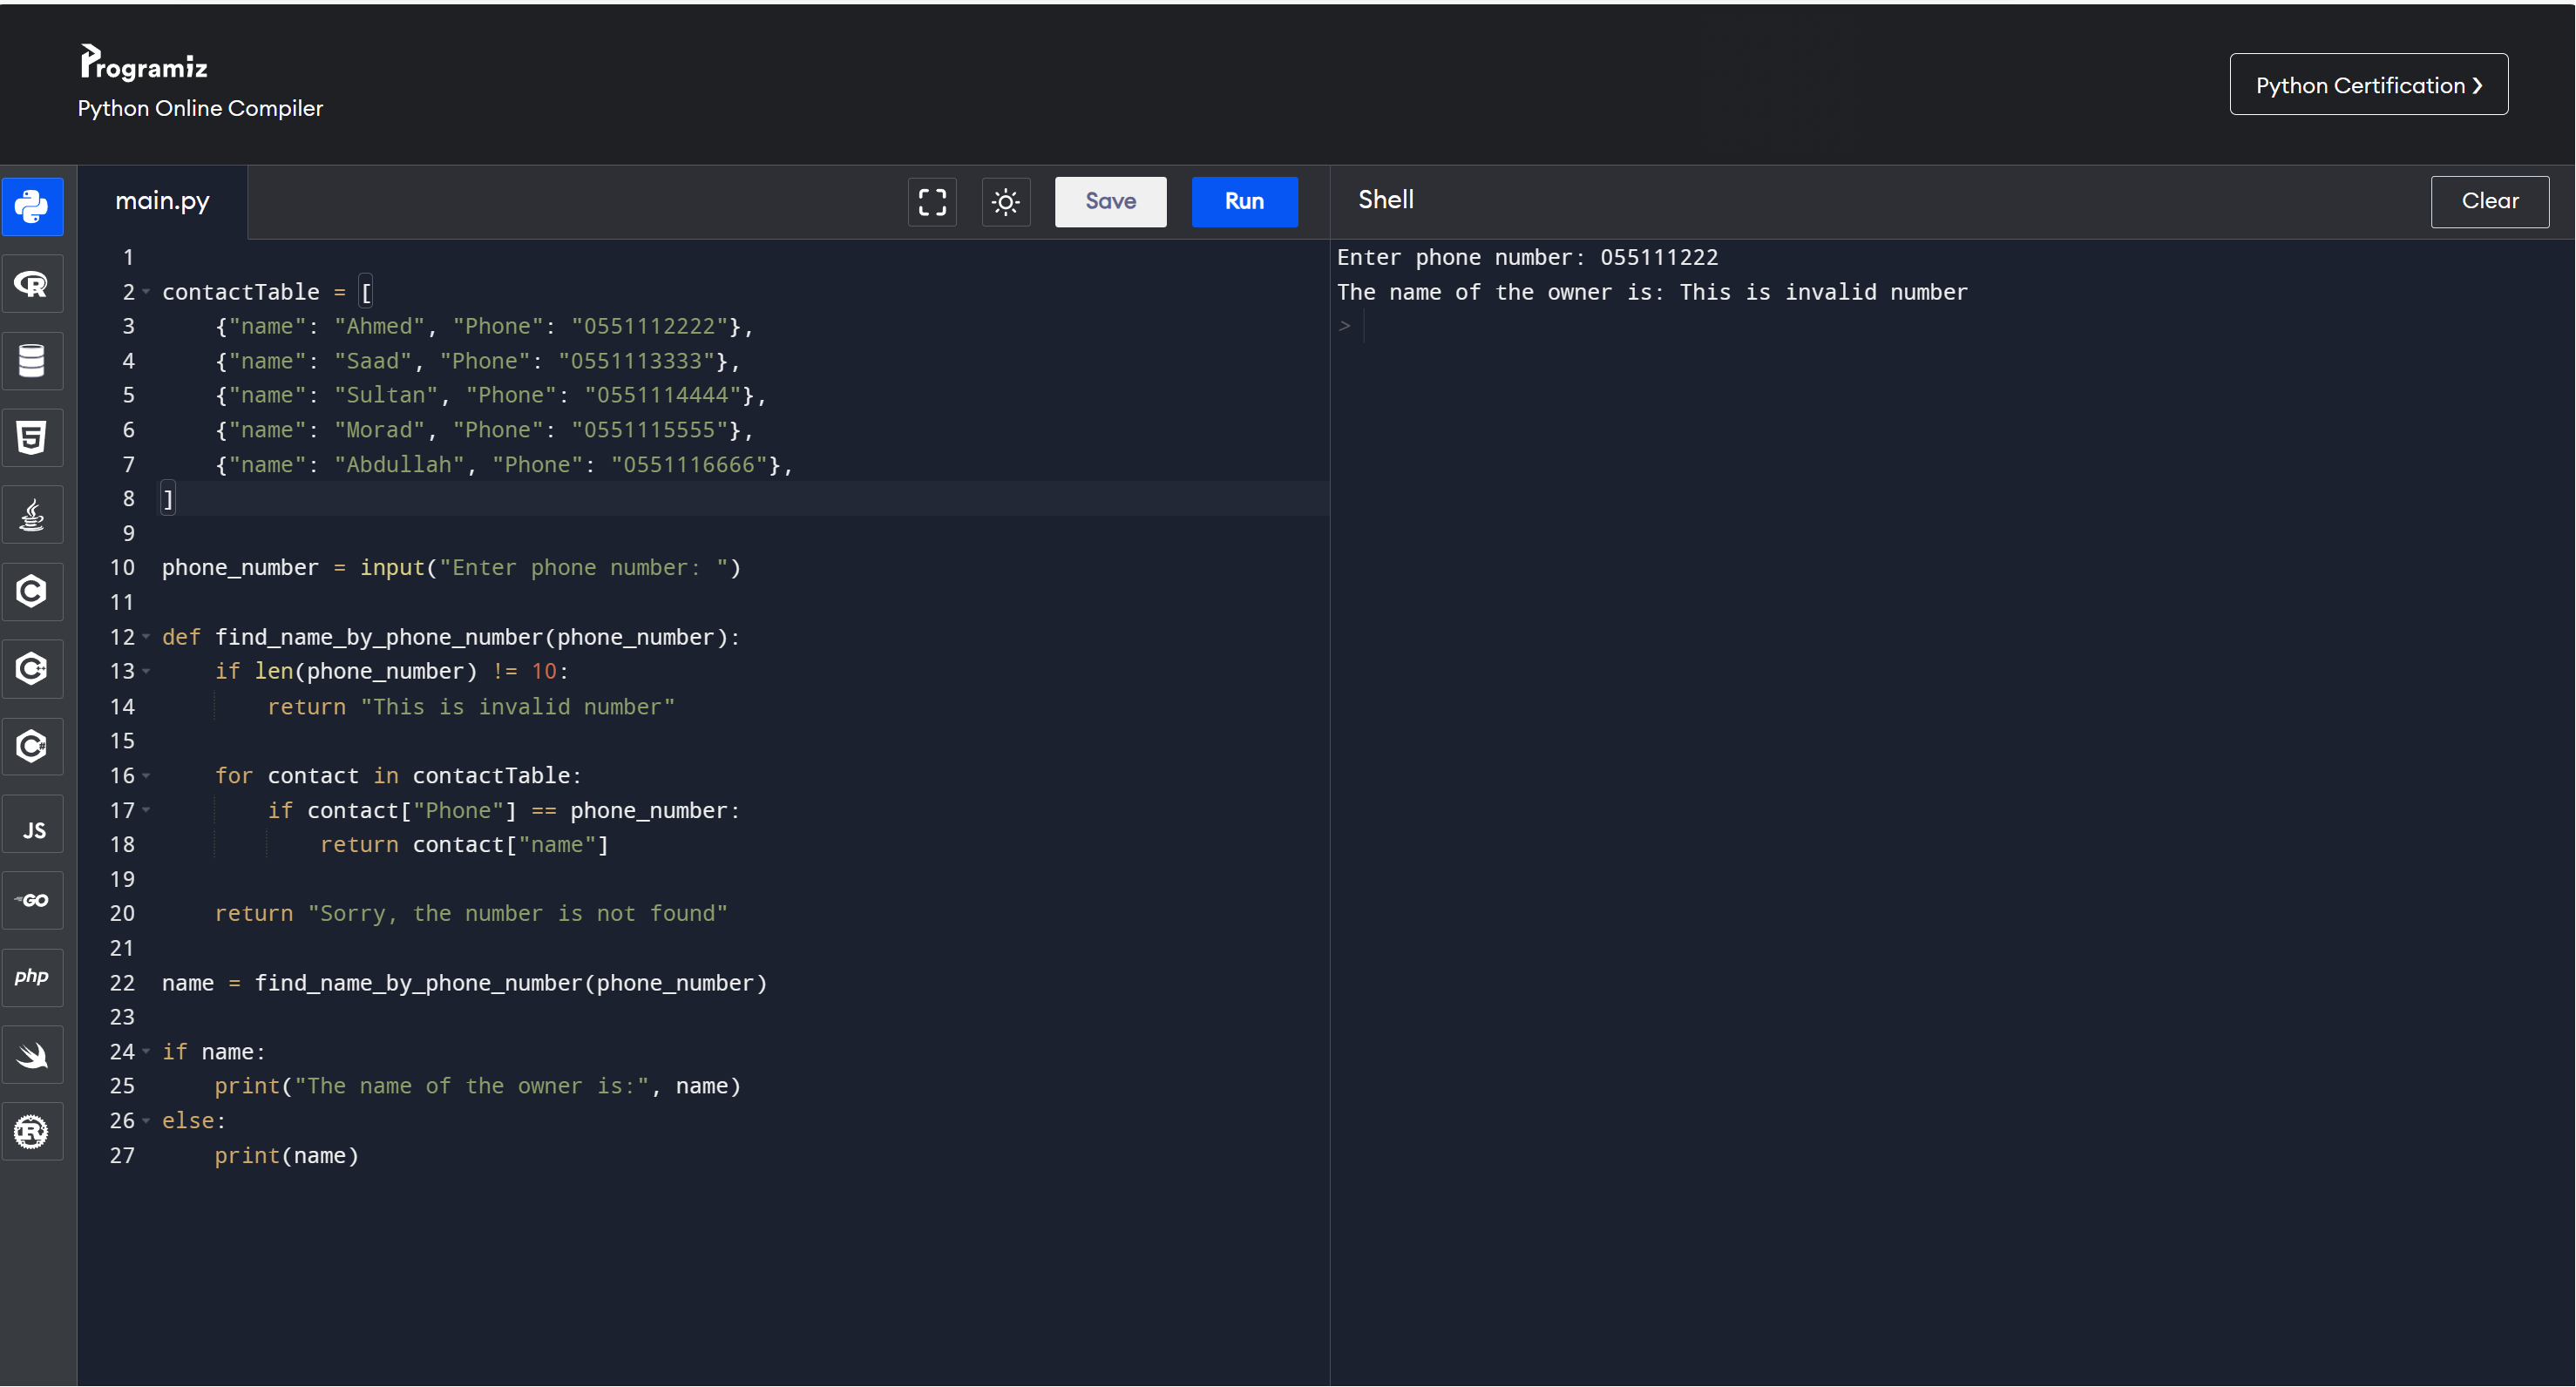 Programiz
Python Online Compiler
Python Certification
main.py
Save
Run
Shell
Clear
1
2 contactTable = [
3     {"name": "Ahmed", "Phone": "0551112222"},
4     {"name": "Saad", "Phone": "0551113333"},
5     {"name": "Sultan", "Phone": "0551114444"},
6     {"name": "Morad", "Phone": "0551115555"},
7     {"name": "Abdullah", "Phone": "0551116666"},
8 ]
9
10 phone_number = input("Enter phone number: ")
11
12 def find_name_by_phone_number(phone_number):
13     if len(phone_number) != 10:
14         return "This is invalid number"
15
16     for contact in contactTable:
17         if contact["Phone"] == phone_number:
18             return contact["name"]
19
20     return "Sorry, the number is not found"
21
22 name = find_name_by_phone_number(phone_number)
23
24 if name:
25     print("The name of the owner is:", name)
26 else:
27     print(name)
Enter phone number: 055111222
The name of the owner is: This is invalid number
>
R
5
C
C++
C#
JS
GO
php
R